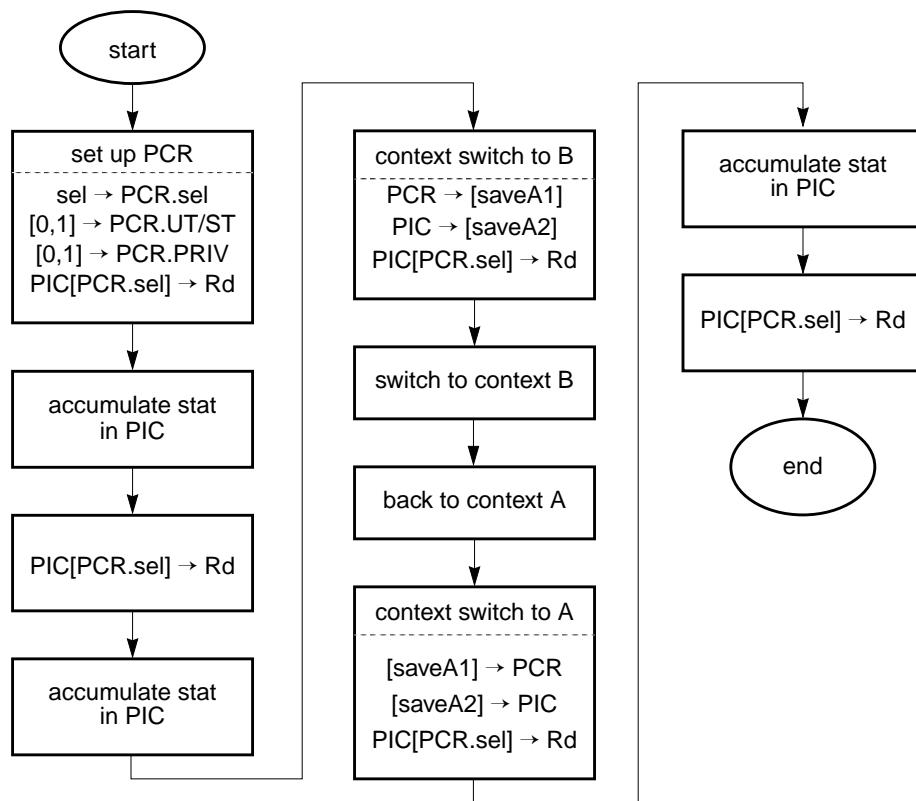 start
set up PCR
sel → PCR.sel
[0,1] → PCR.UT/ST
[0,1] → PCR.PRIV
PIC[PCR.sel] → Rd
accumulate stat
in PIC
PIC[PCR.sel] → Rd
accumulate stat
in PIC
context switch to B
PCR → [saveA1]
PIC → [saveA2]
PIC[PCR.sel] → Rd
switch to context B
back to context A
context switch to A
[saveA1] → PCR
[saveA2] → PIC
PIC[PCR.sel] → Rd
accumulate stat
in PIC
PIC[PCR.sel] → Rd
end